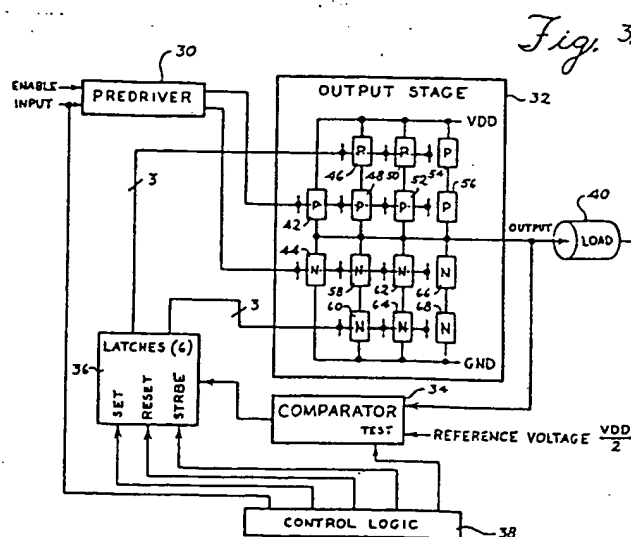 Fig. 3.
30
ENABLE
INPUT
PREDRIVER
OUTPUT STAGE
32
VDD
P P P
46 50 54
3
P P P P
42 48 52 56
OUTPUT
40
LOAD
44
N N N N
58 62 66
3
60 64 68
N N N
GND
LATCHES (6)
36
SET
RESET
STRBE
34
COMPARATOR
TEST
REFERENCE VOLTAGE VDD/2
CONTROL LOGIC
38